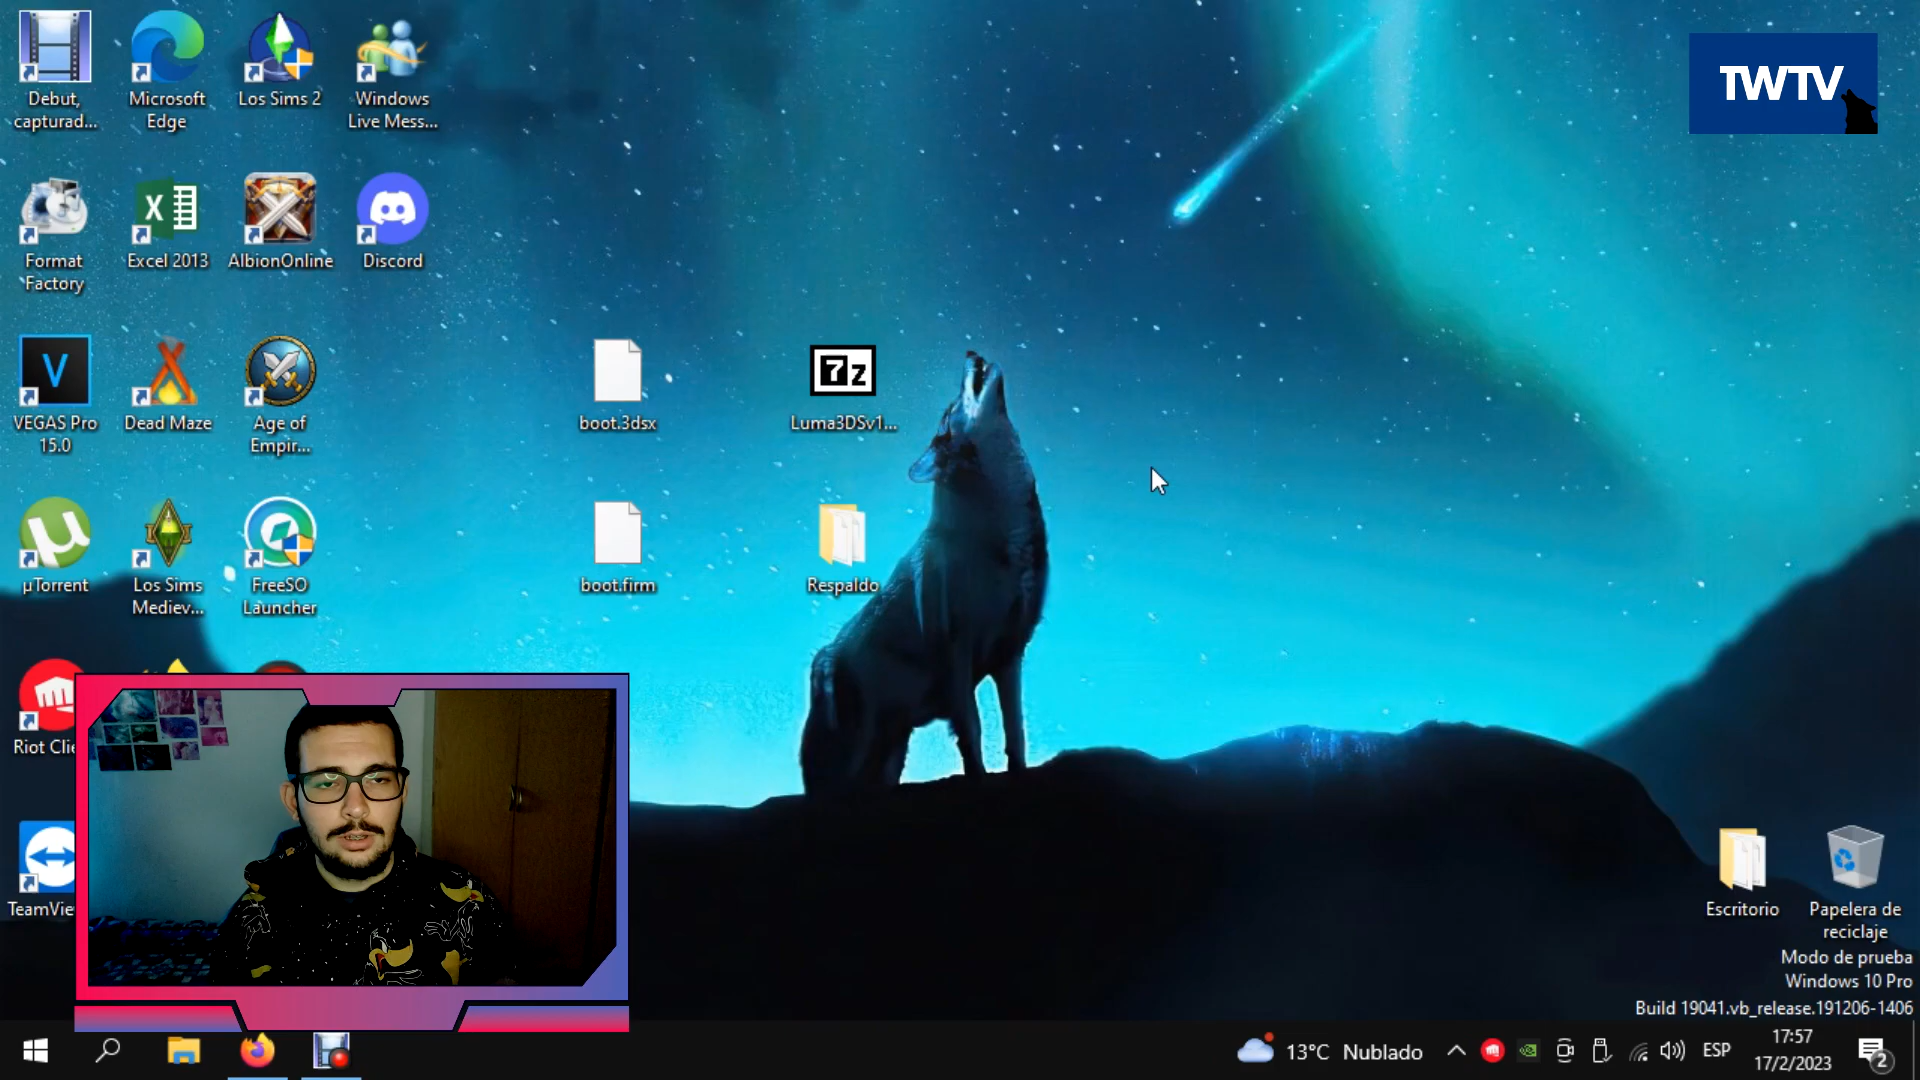 Debut,
capturad...
Microsoft
Edge
Los Sims 2
Windows
Live Mess...
TWTV
Format
Factory
Excel 2013
AlbionOnline
Discord
VEGAS Pro
15.0
Dead Maze
Age of
Empir...
boot.3dsx
7z
Luma3DSv1...
µTorrent
Los Sims
Mediev...
FreeSO
Launcher
boot.firm
Respaldo
Riot Clie
TeamVie
Escritorio
Papelera de
reciclaje
Modo de prueba
Windows 10 Pro
Build 19041.vb_release.191206-1406
13°C Nublado
ESP
17:57
17/2/2023
2